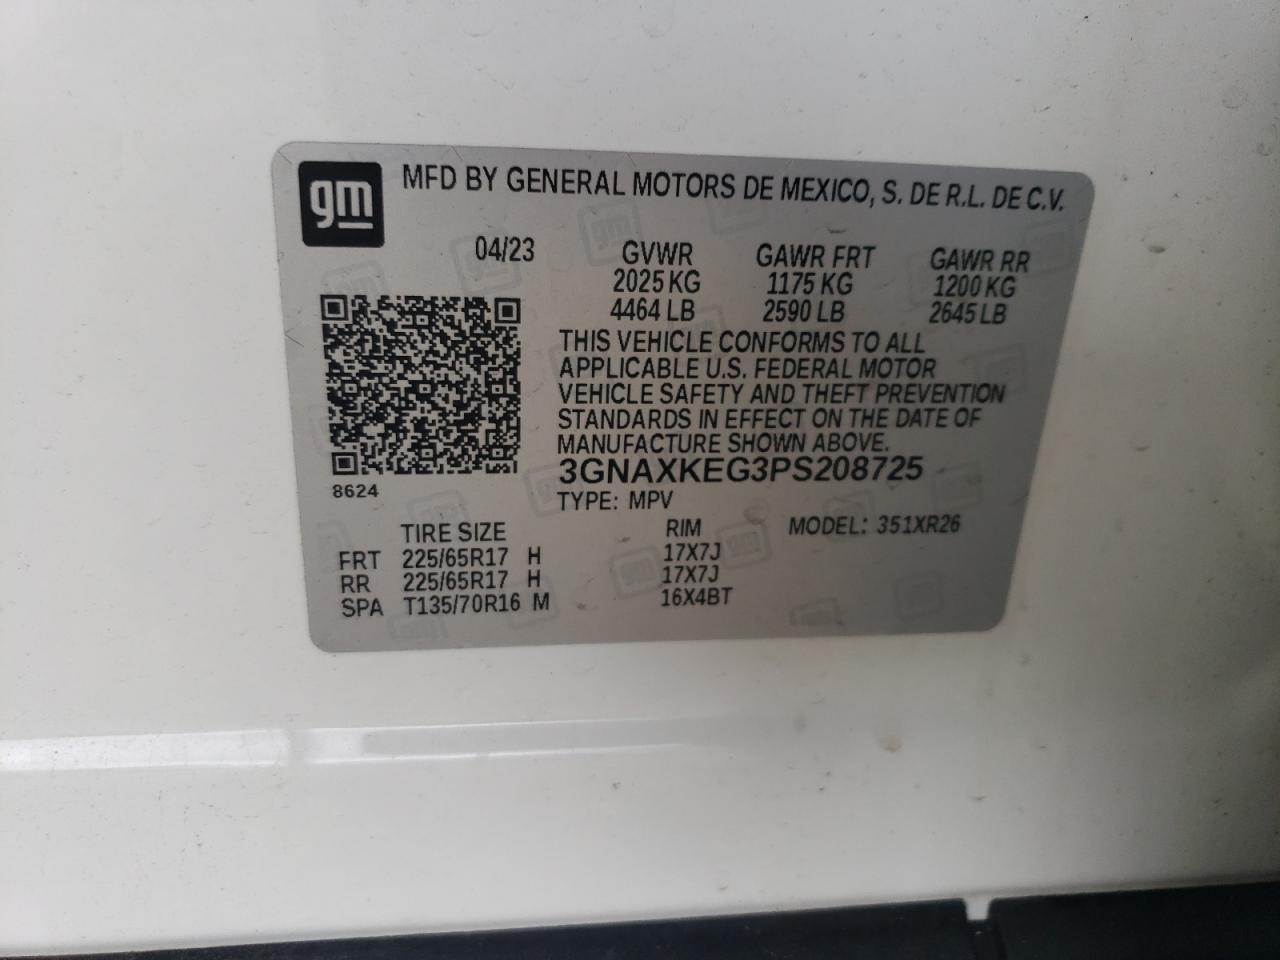 gm
MFD BY GENERAL MOTORS DE MEXICO, S. DE R.L. DE C.V.
04/23 GVWR GAWR FRT GAWR RR
2025 KG 1175 KG 1200 KG
4464 LB 2590 LB 2645 LB
THIS VEHICLE CONFORMS TO ALL
APPLICABLE U.S. FEDERAL MOTOR
VEHICLE SAFETY AND THEFT PREVENTION
STANDARDS IN EFFECT ON THE DATE OF
MANUFACTURE SHOWN ABOVE.
3GNAXKEG3PS208725
8624
TYPE: MPV
TIRE SIZE RIM MODEL: 351XR26
FRT 225/65R17 H 17X7J
RR 225/65R17 H 17X7J
SPA T135/70R16 M 16X4BT